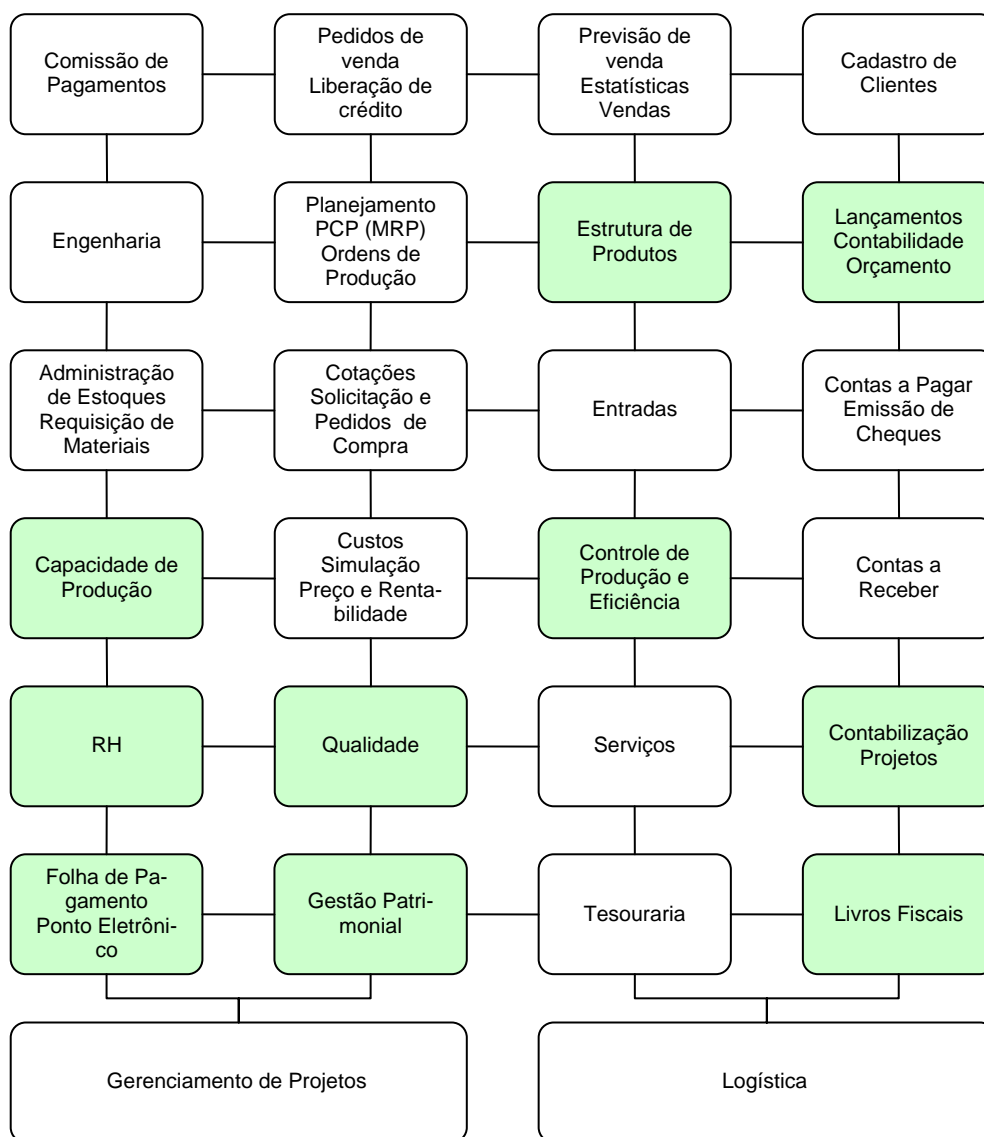 Comissão de
Pagamentos
Pedidos de
venda
Liberação de
crédito
Previsão de
venda
Estatísticas
Vendas
Cadastro de
Clientes
Engenharia
Planejamento
PCP (MRP)
Ordens de
Produção
Estrutura de
Produtos
Lançamentos
Contabilidade
Orçamento
Administração
de Estoques
Requisição de
Materiais
Cotações
Solicitação e
Pedidos de
Compra
Entradas
Contas a Pagar
Emissão de
Cheques
Capacidade de
Produção
Custos
Simulação
Preço e Renta-
bilidade
Controle de
Produção e
Eficiência
Contas a
Receber
RH
Qualidade
Serviços
Contabilização
Projetos
Folha de Pa-
gamento
Ponto Eletrôni-
co
Gestão Patri-
monial
Tesouraria
Livros Fiscais
Gerenciamento de Projetos
Logística